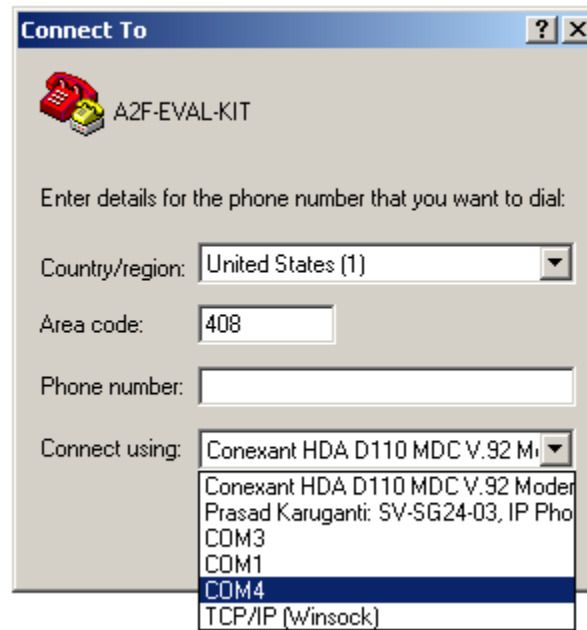 Connect To
A2F-EVAL-KIT
Enter details for the phone number that you want to dial:
Country/region: United States (1)
Area code: 408
Phone number:
Connect using: Conexant HDA D110 MDC V.92 M
Conexant HDA D110 MDC V.92 Moder
Prasad Karuganti: SV-SG24-03, IP Pho
COM3
COM1
COM4
TCP/IP (Winsock)